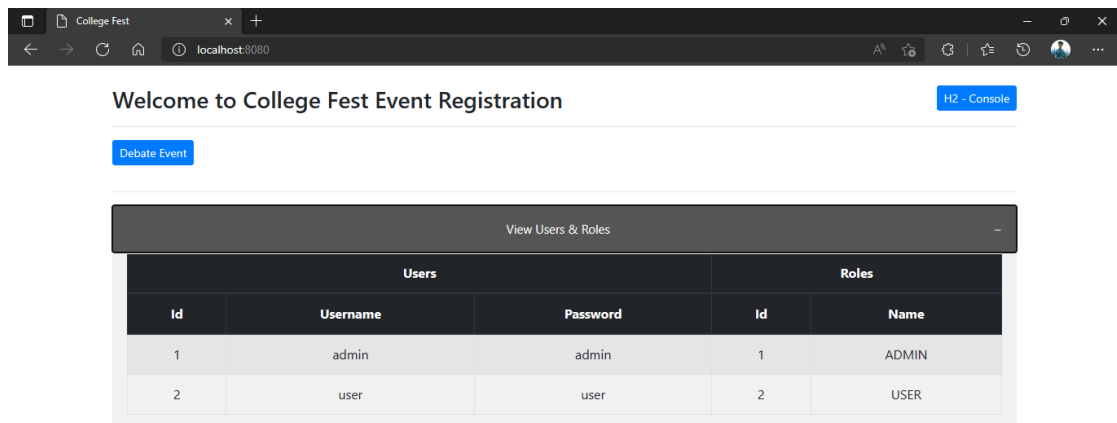 College Fest
localhost:8080
Welcome to College Fest Event Registration
H2 - Console
Debate Event
View Users & Roles
Users Roles
Id Username Password Id Name
1 admin admin 1 ADMIN
2 user user 2 USER